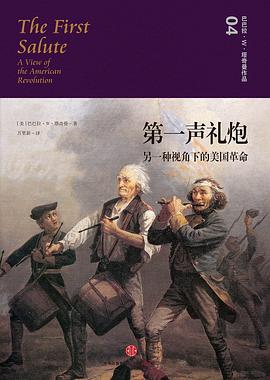 The First
Salute
A View of
the American
Revolution
巴巴拉·W·塔奇曼作品
04
[美] 巴巴拉·W·塔奇曼 著
万里新 译
第一声礼炮
另一种视角下的美国革命